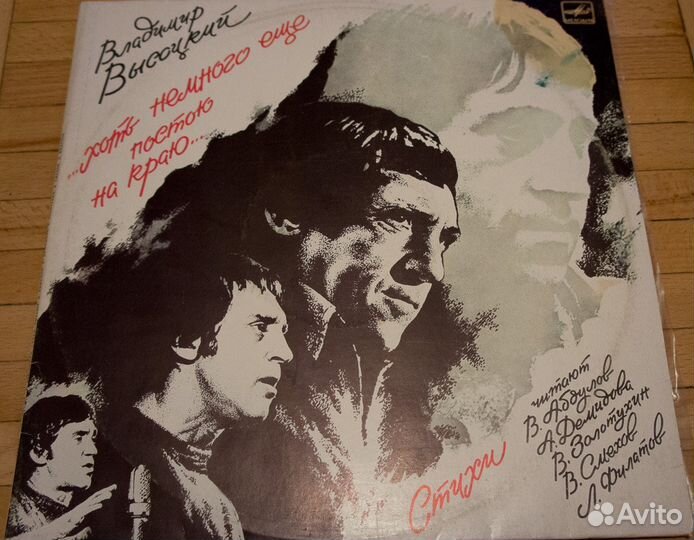 Владимир
Высоцкий
...хоть немного еще
постою
на краю...
читают
В. Абдулов
А. Демидова
В. Золотухин
В. Смехов
Л. Филатов
Стихи
Avito